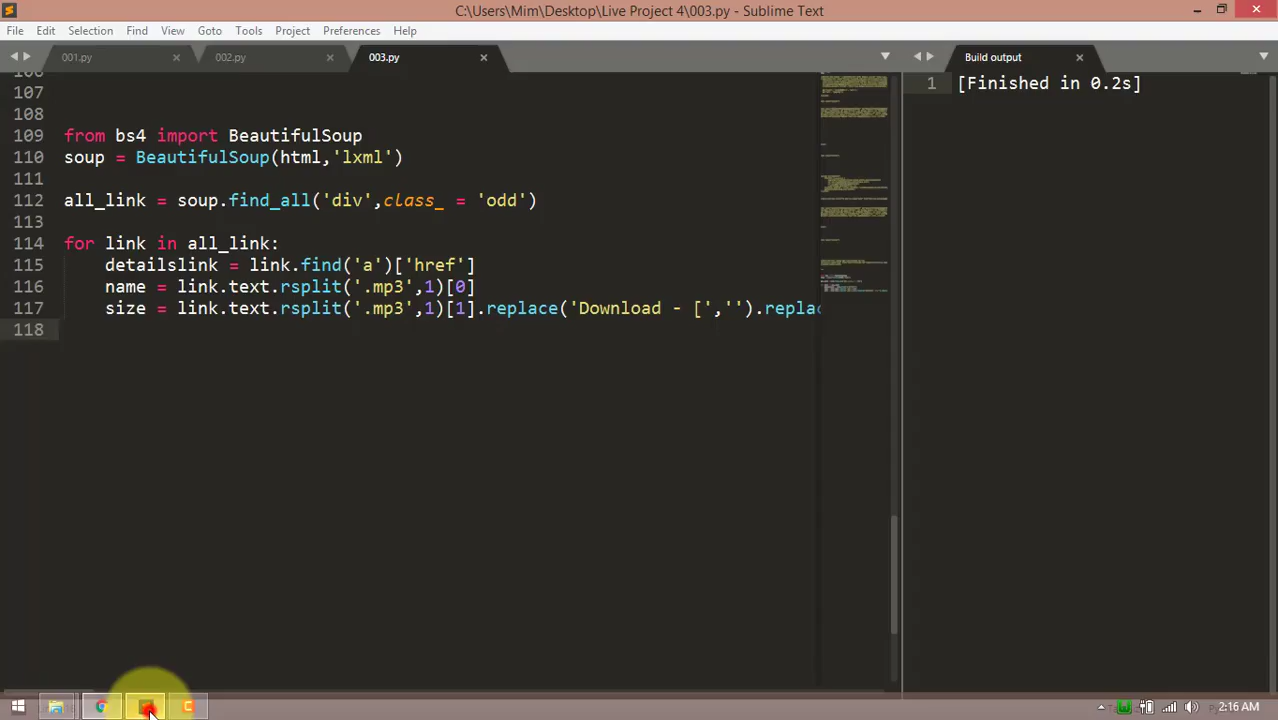 C:\Users\Mim\Desktop\Live Project 4\003.py - Sublime Text
File Edit Selection Find View Goto Tools Project Preferences Help
001.py 002.py 003.py Build output
107
108
109 from bs4 import BeautifulSoup
110 soup = BeautifulSoup(html,'lxml')
111
112 all_link = soup.find_all('div',class_ = 'odd')
113
114 for link in all_link:
115 detailslink = link.find('a')['href']
116 name = link.text.rsplit('.mp3',1)[0]
117 size = link.text.rsplit('.mp3',1)[1].replace('Download - [','').replac
118
1 [Finished in 0.2s]
2:16 AM